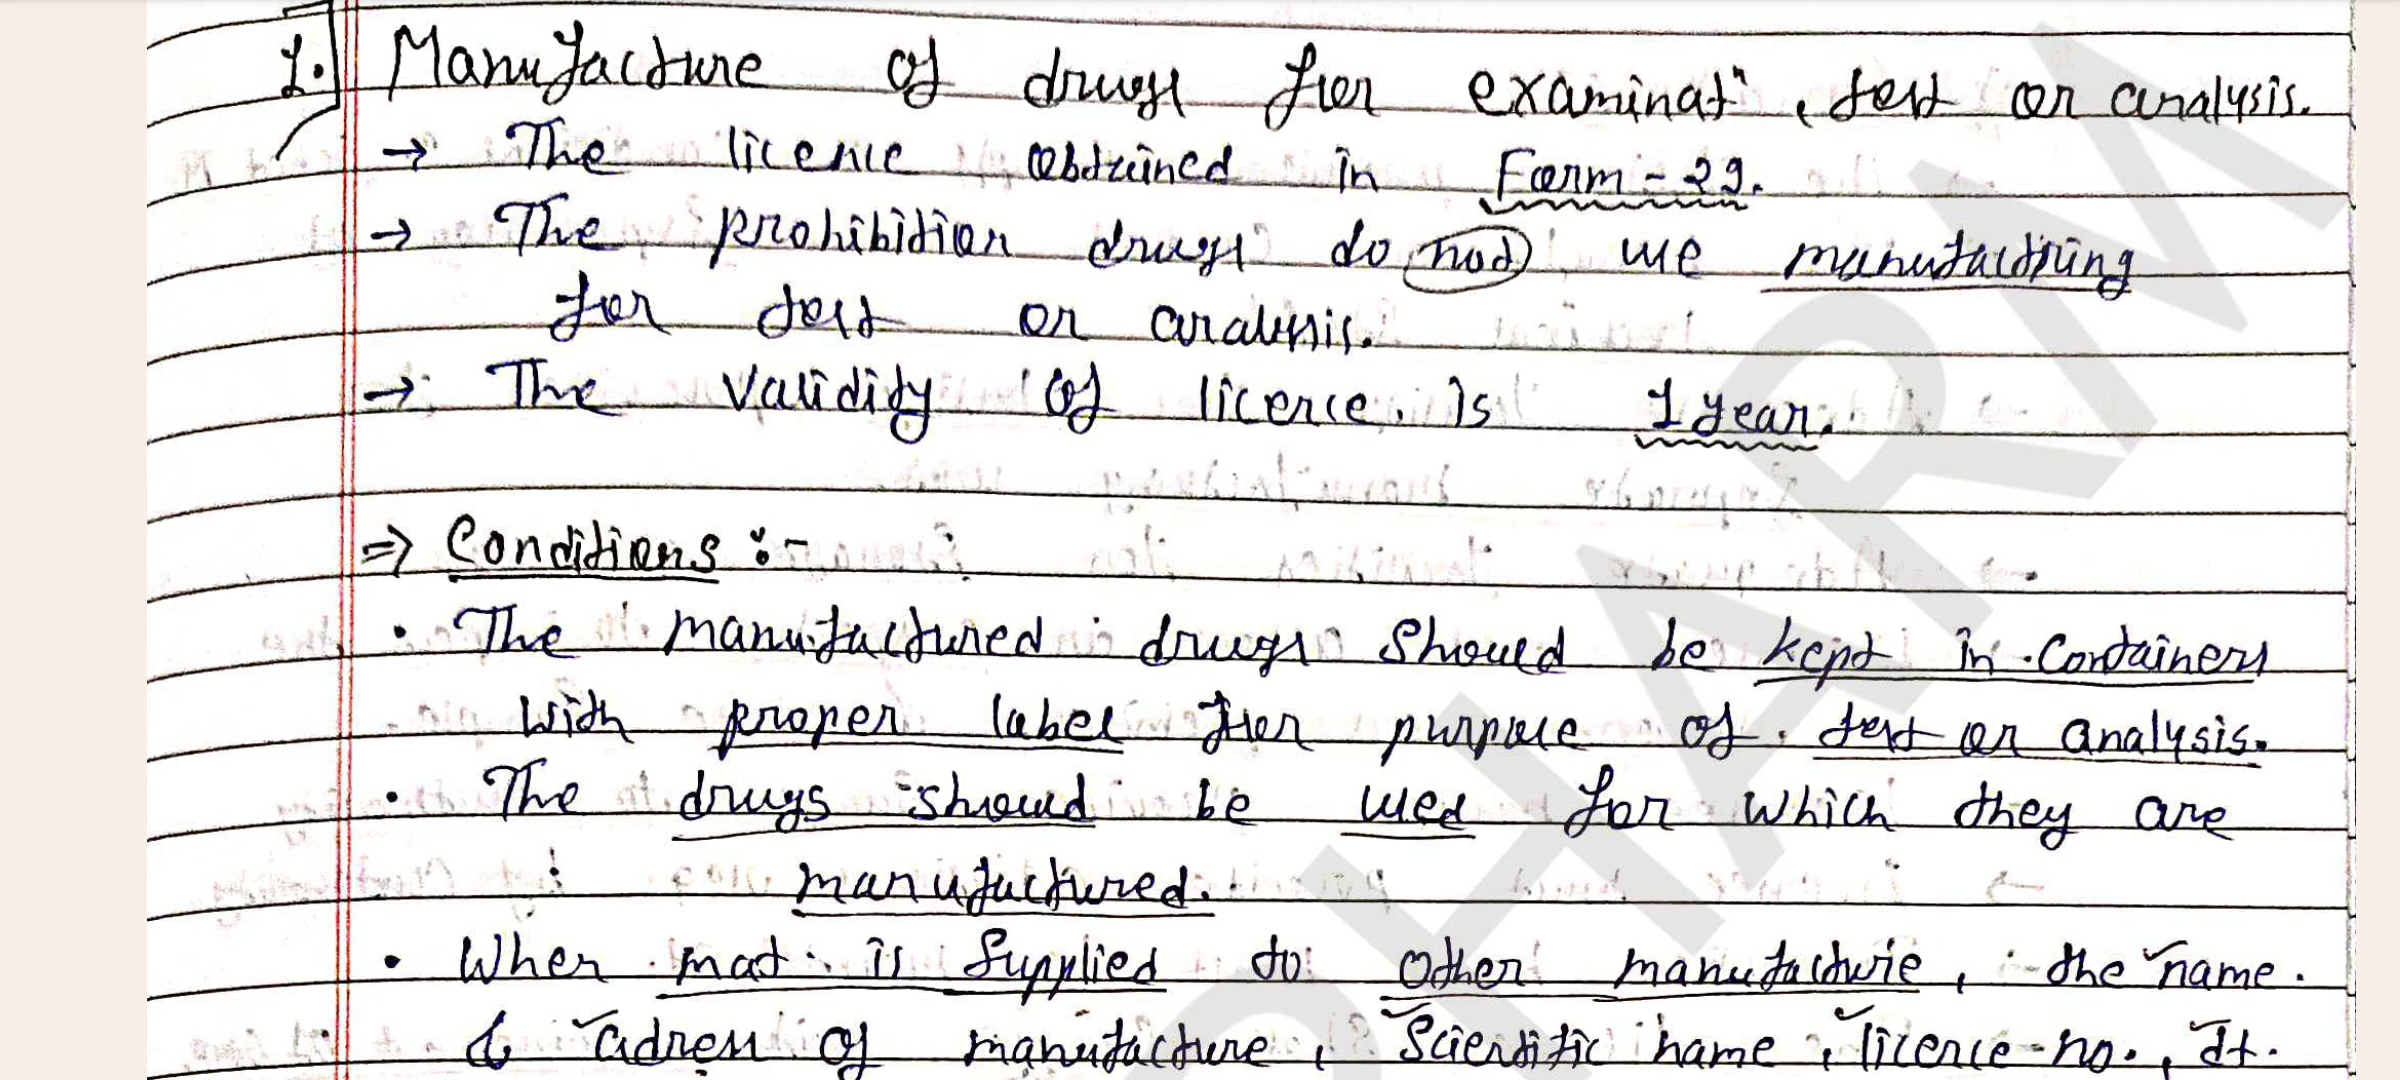 1. Manufacture of drugs for examinatⁿ, test or analysis.
→ The licence obtained in Form - 29.
→ The prohibition drugs do not use manufactring
for test or analysis.
→ The validity of licence is 1 year.
⇒ Conditions :-
• The manufactured drugs should be kept in containers
with proper label for purpose of test or analysis.
• The drugs should be used for which they are
manufactured.
• When mat. is supplied to other manufacturie, the name.
& adress of manufacture, Scientific name, licence-no., dt.
PHARM